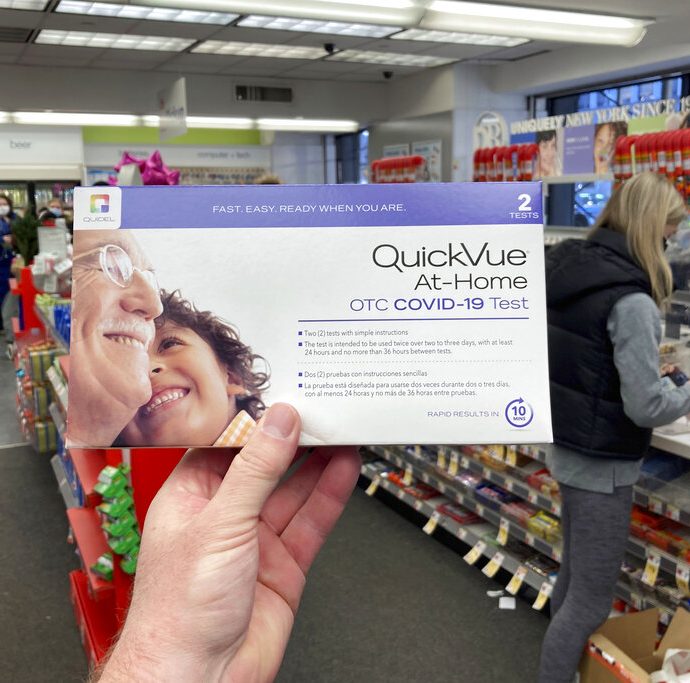 beer
computer + tech
DR
UNIQUELY NEW YORK SINCE
QUIDEL
FAST. EASY. READY WHEN YOU ARE.
2
TESTS
QuickVue
At-Home
OTC COVID-19 Test
■ Two (2) tests with simple instructions
■ The test is intended to be used twice over two to three days, with at least
24 hours and no more than 36 hours between tests.
■ Dos (2) pruebas con instrucciones sencillas
■ La prueba está diseñada para usarse dos veces durante dos o tres días,
con al menos 24 horas y no más de 36 horas entre pruebas.
RAPID RESULTS IN
10
MINS